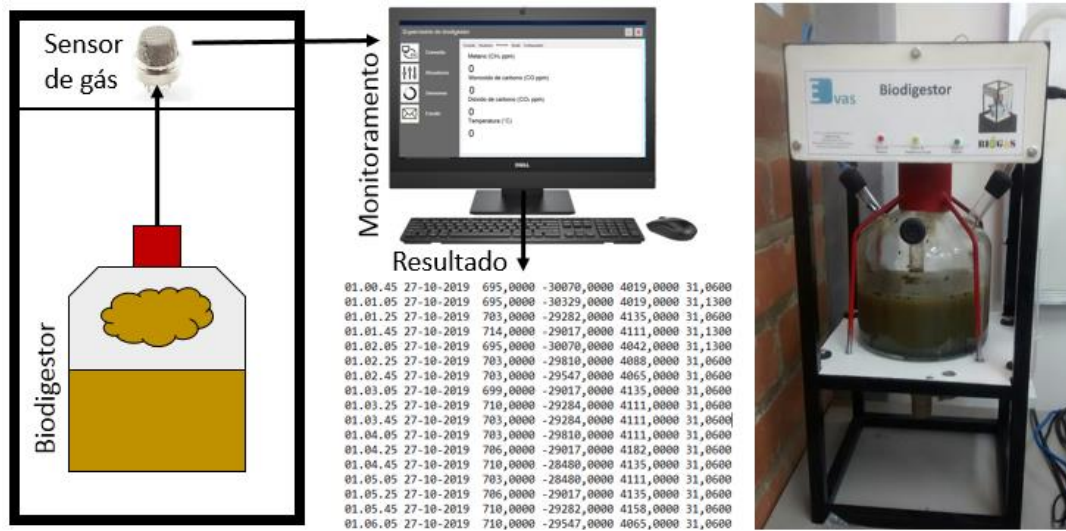 Sensor
de gás
Biodigestor
Monitoramento
Metano (CH₄ ppm)
0
Monóxido de carbono (CO ppm)
0
Dióxido de carbono (CO₂ ppm)
0
Temperatura (°C)
0
DELL
Resultado
01.00.45 27-10-2019 695,0000 -30070,0000 4019,0000 31,0600
01.01.05 27-10-2019 695,0000 -30329,0000 4019,0000 31,1300
01.01.25 27-10-2019 703,0000 -29282,0000 4135,0000 31,0600
01.01.45 27-10-2019 714,0000 -29017,0000 4111,0000 31,1300
01.02.05 27-10-2019 695,0000 -30070,0000 4042,0000 31,1300
01.02.25 27-10-2019 703,0000 -29810,0000 4088,0000 31,0600
01.02.45 27-10-2019 703,0000 -29547,0000 4065,0000 31,0600
01.03.05 27-10-2019 699,0000 -29017,0000 4135,0000 31,0600
01.03.25 27-10-2019 710,0000 -29284,0000 4111,0000 31,0600
01.03.45 27-10-2019 703,0000 -29284,0000 4111,0000 31,0600
01.04.05 27-10-2019 703,0000 -29810,0000 4111,0000 31,0600
01.04.25 27-10-2019 706,0000 -29017,0000 4182,0000 31,0600
01.04.45 27-10-2019 710,0000 -28480,0000 4135,0000 31,0600
01.05.05 27-10-2019 703,0000 -28480,0000 4111,0000 31,0600
01.05.25 27-10-2019 706,0000 -29017,0000 4135,0000 31,0600
01.05.45 27-10-2019 710,0000 -29282,0000 4158,0000 31,0600
01.06.05 27-10-2019 710,0000 -29547,0000 4065,0000 31,0600
Evas
Biodigestor
BIOGAS